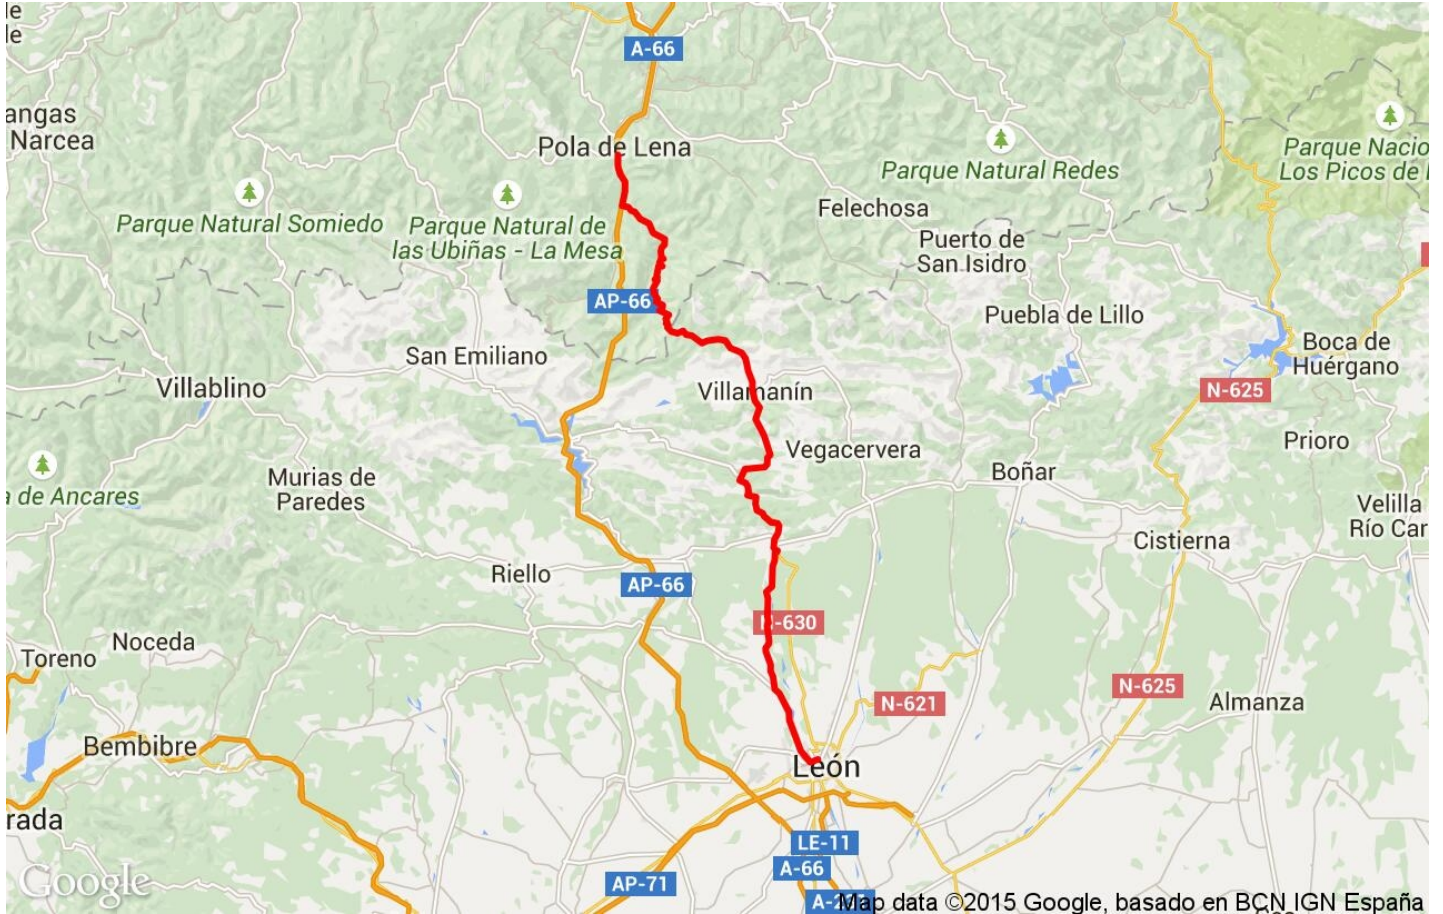 le
le
A-66
angas
Narcea
Pola de Lena
Parque Nacio
Los Picos de
Parque Natural Redes
Parque Natural Somiedo
Parque Natural de
las Ubiñas - La Mesa
Felechosa
Puerto de
San Isidro
AP-66
Puebla de Lillo
San Emiliano
Boca de
Huérgano
Villablino
Villamanín
N-625
Vegacervera
Prioro
a de Ancares
Murias de
Paredes
Boñar
Velilla
Río Car
Cistierna
Riello
AP-66
N-630
Noceda
Toreno
N-625
N-621
Almanza
Bembibre
León
rada
LE-11
A-66
AP-71
Google
Map data ©2015 Google, basado en BCN IGN España